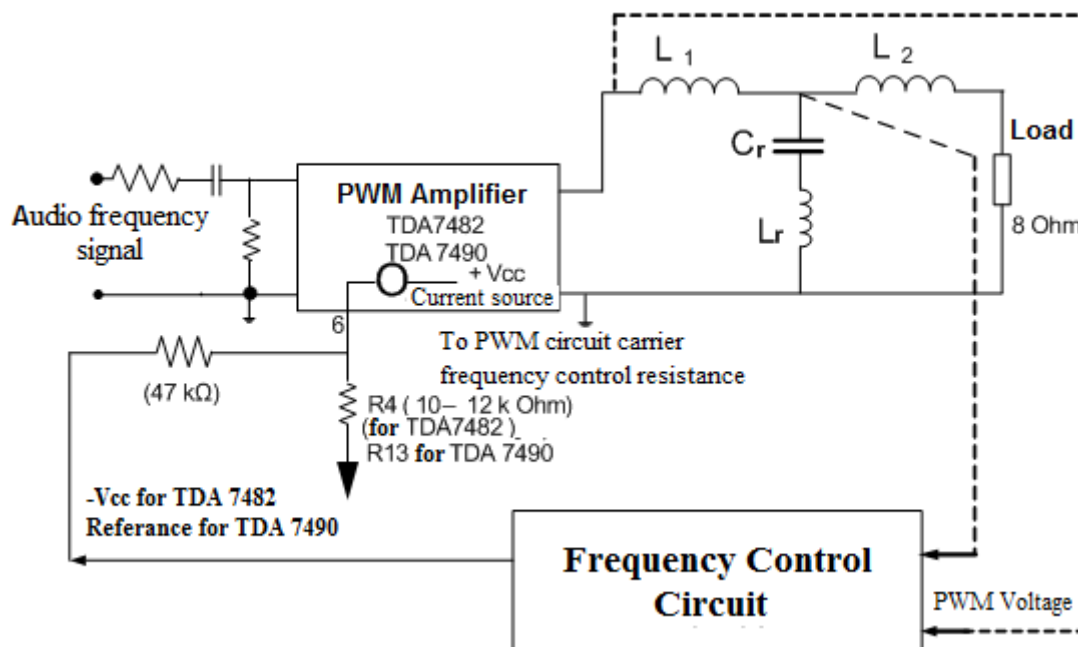 L 1
L 2
Load
Cr
Lr
8 Ohm
PWM Amplifier
TDA7482
TDA 7490
+ Vcc
Current source
6
Audio frequency
signal
To PWM circuit carrier
frequency control resistance
(47 kΩ)
R4 ( 10– 12 k Ohm)
(for TDA7482 )
R13 for TDA 7490
-Vcc for TDA 7482
Referance for TDA 7490
Frequency Control
Circuit
PWM Voltage